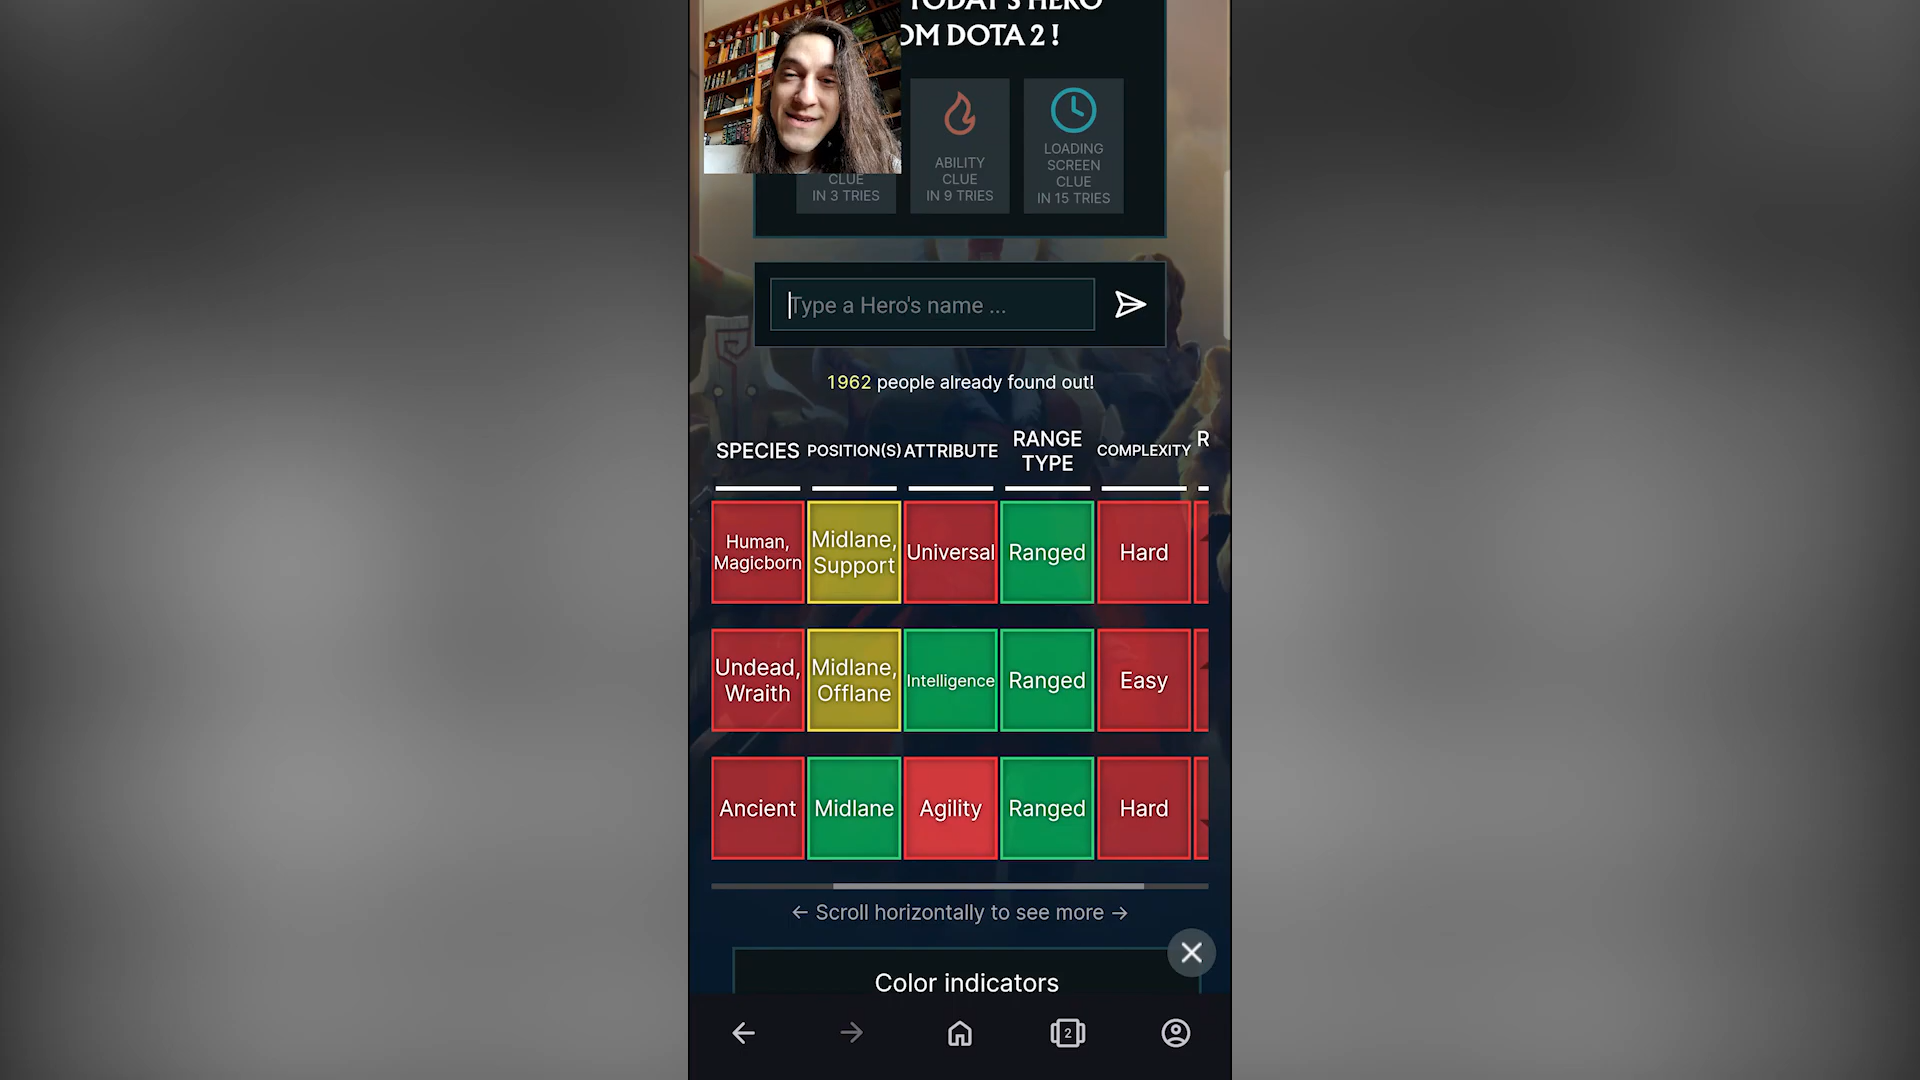 TODAY'S HERO
OM DOTA 2 !
CLUE
IN 3 TRIES
ABILITY
CLUE
IN 9 TRIES
LOADING
SCREEN
CLUE
IN 15 TRIES
Type a Hero's name ...
1962 people already found out!
SPECIES
POSITION(S)
ATTRIBUTE
RANGE
TYPE
COMPLEXITY
R
Human,
Magicborn
Midlane,
Support
Universal
Ranged
Hard
Undead,
Wraith
Midlane,
Offlane
Intelligence
Ranged
Easy
Ancient
Midlane
Agility
Ranged
Hard
← Scroll horizontally to see more →
Color indicators
2